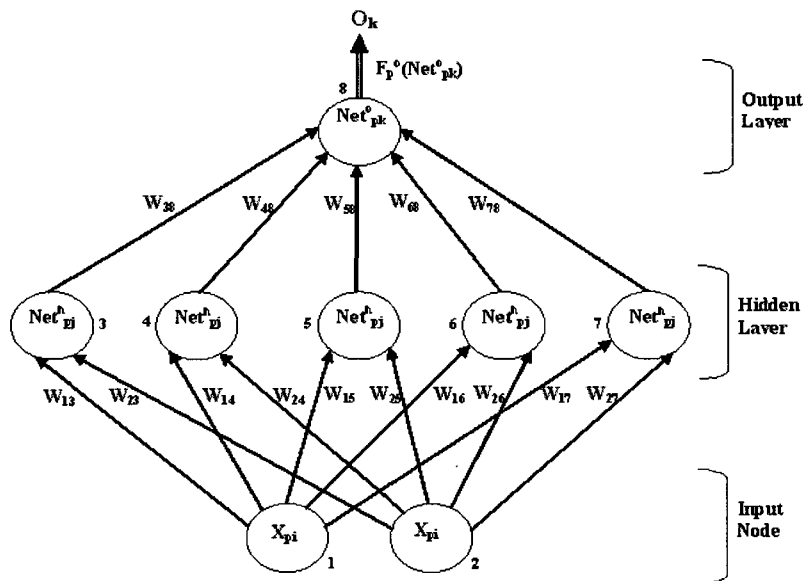 Oₖ
Fₚᵒ(Netᵒₚₖ)
8
Netᵒₚₖ
Output
Layer
W₃₈
W₄₈
W₅₈
W₆₈
W₇₈
Netʰₚⱼ 3
4 Netʰₚⱼ
5 Netʰₚⱼ
6 Netʰₚⱼ
7 Netʰₚⱼ
Hidden
Layer
W₁₃
W₂₃
W₁₄
W₂₄
W₁₅
W₂₅
W₁₆
W₂₆
W₁₇
W₂₇
Xₚᵢ
1
Xₚᵢ
2
Input
Node